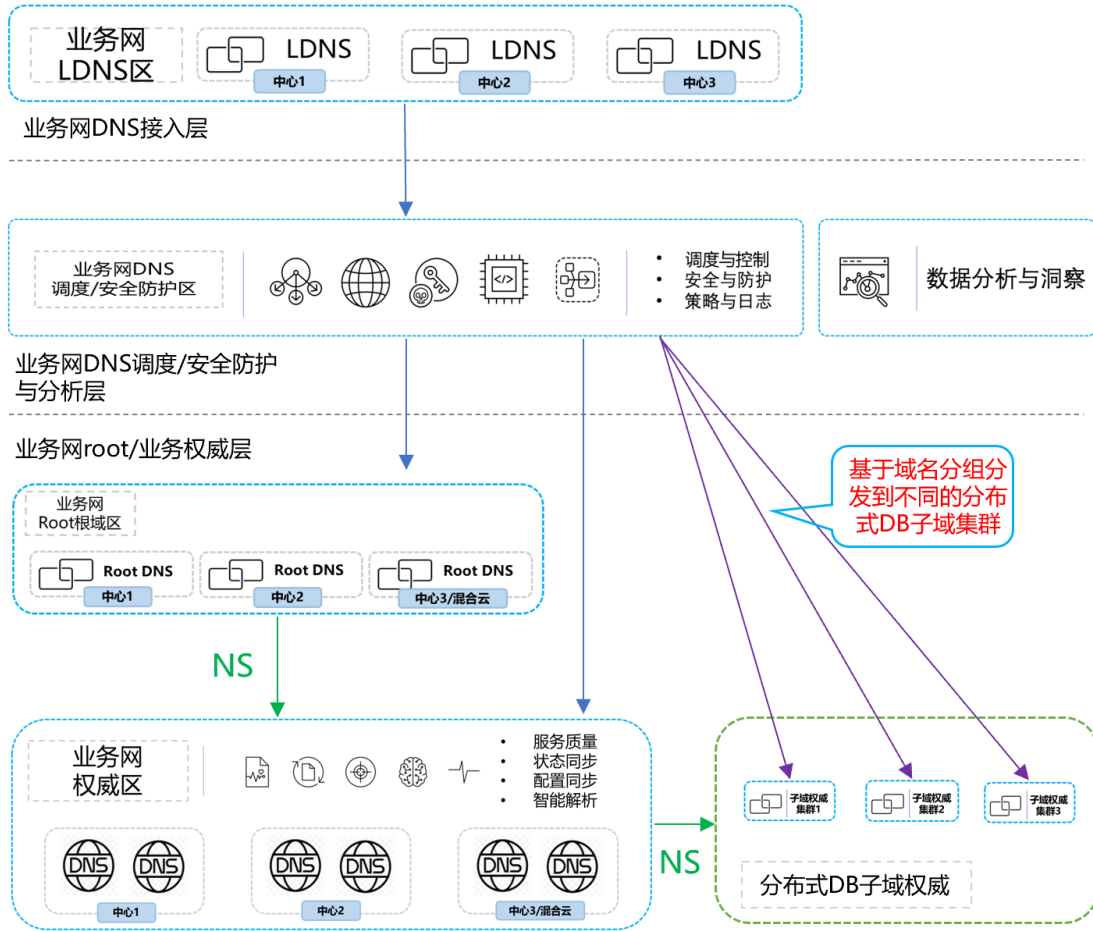 业务网
LDNS区
LDNS
中心1
LDNS
中心2
LDNS
中心3
业务网DNS接入层
业务网DNS
调度/安全防护区
</>
• 调度与控制
• 安全与防护
• 策略与日志
数据分析与洞察
业务网DNS调度/安全防护
与分析层
业务网root/业务权威层
基于域名分组分
发到不同的分布
式DB子域集群
业务网
Root根域区
Root DNS
中心1
Root DNS
中心2
Root DNS
中心3/混合云
NS
业务网
权威区
• 服务质量
• 状态同步
• 配置同步
• 智能解析
DNS
DNS
中心1
DNS
DNS
中心2
DNS
DNS
中心3/混合云
NS
子域权威
集群1
子域权威
集群2
子域权威
集群3
分布式DB子域权威